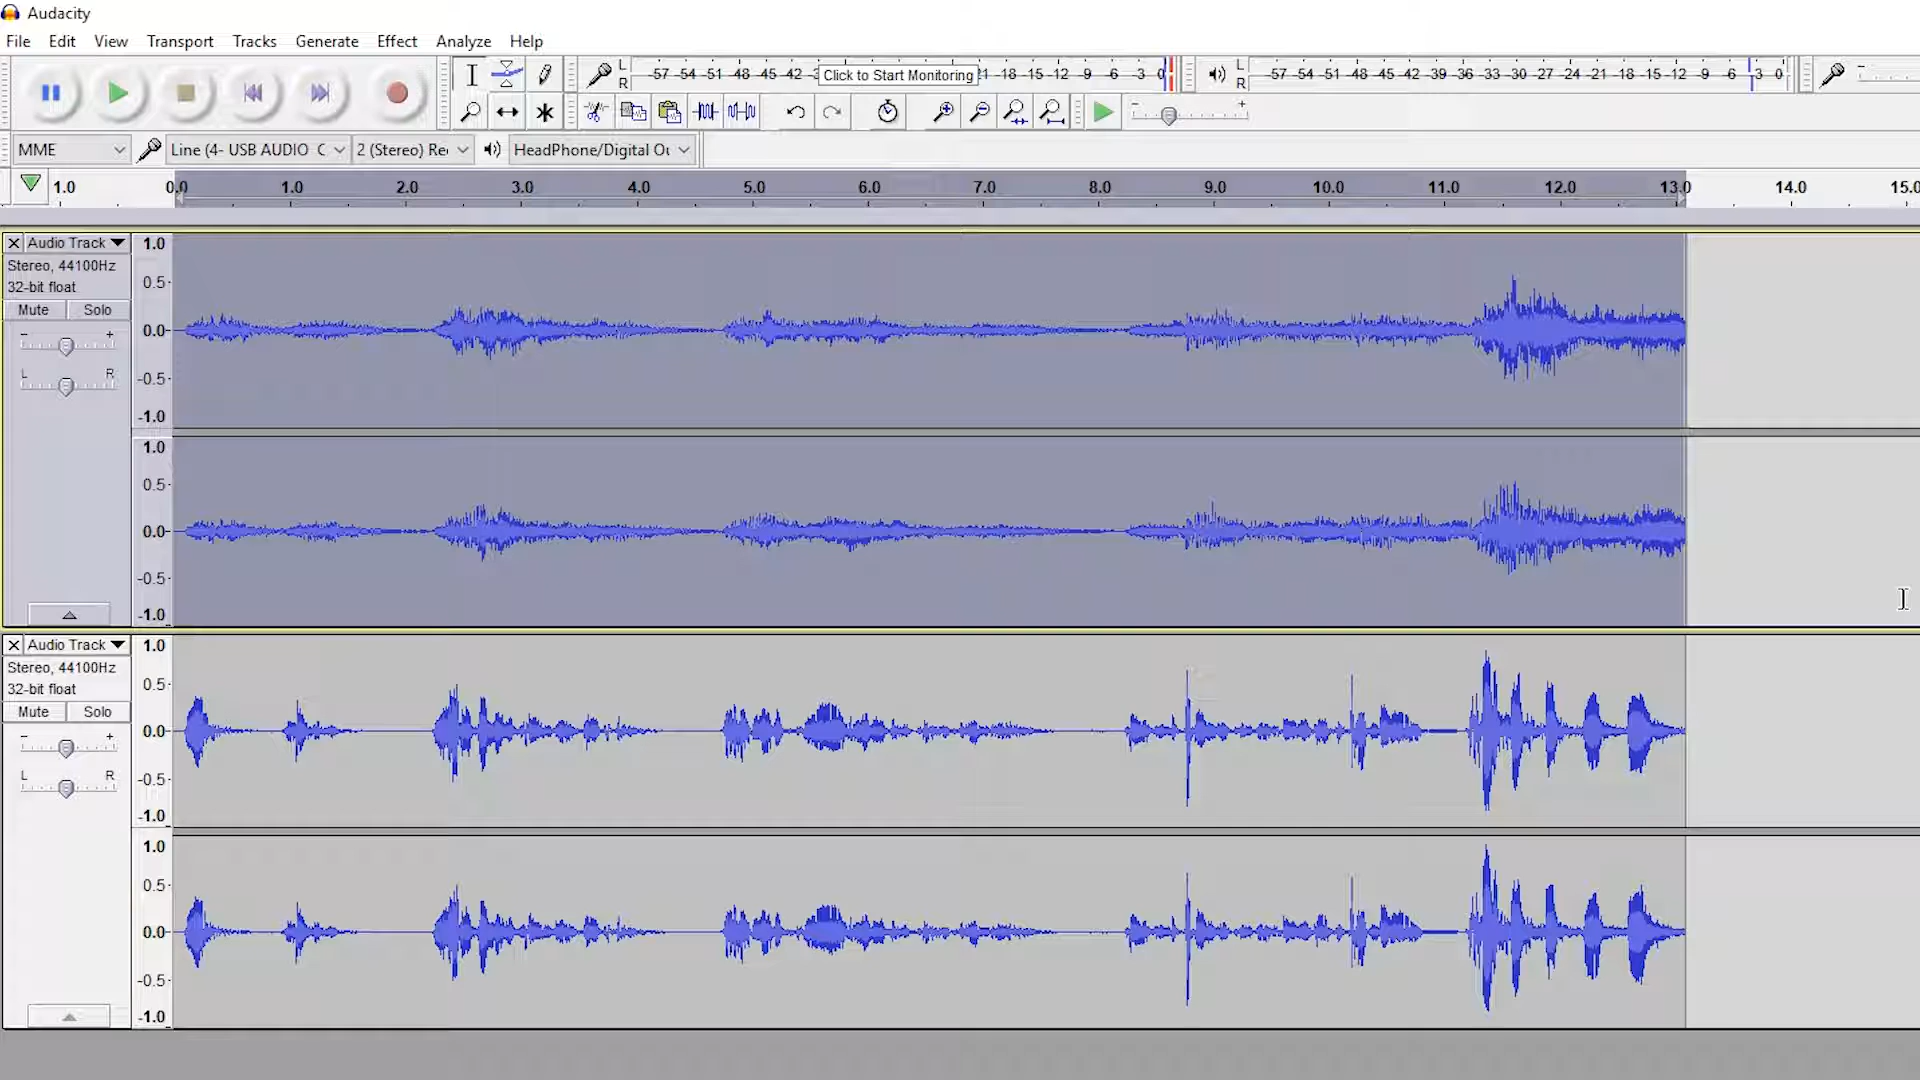 Audacity
File Edit View Transport Tracks Generate Effect Analyze Help
L
R
-57 -54 -51 -48 -45 -42 Click to Start Monitoring -18 -15 -12 -9 -6 -3 0
L
R
-57 -54 -51 -48 -45 -42 -39 -36 -33 -30 -27 -24 -21 -18 -15 -12 -9 -6 -3 0
MME Line (4- USB AUDIO C 2 (Stereo) Re HeadPhone/Digital Ou
1.0 0.0 1.0 2.0 3.0 4.0 5.0 6.0 7.0 8.0 9.0 10.0 11.0 12.0 13.0 14.0 15.0
Audio Track
Stereo, 44100Hz
32-bit float
Mute Solo
- +
L R
1.0
0.5
0.0
-0.5
-1.0
1.0
0.5
0.0
-0.5
-1.0
Audio Track
Stereo, 44100Hz
32-bit float
Mute Solo
- +
L R
1.0
0.5
0.0
-0.5
-1.0
1.0
0.5
0.0
-0.5
-1.0